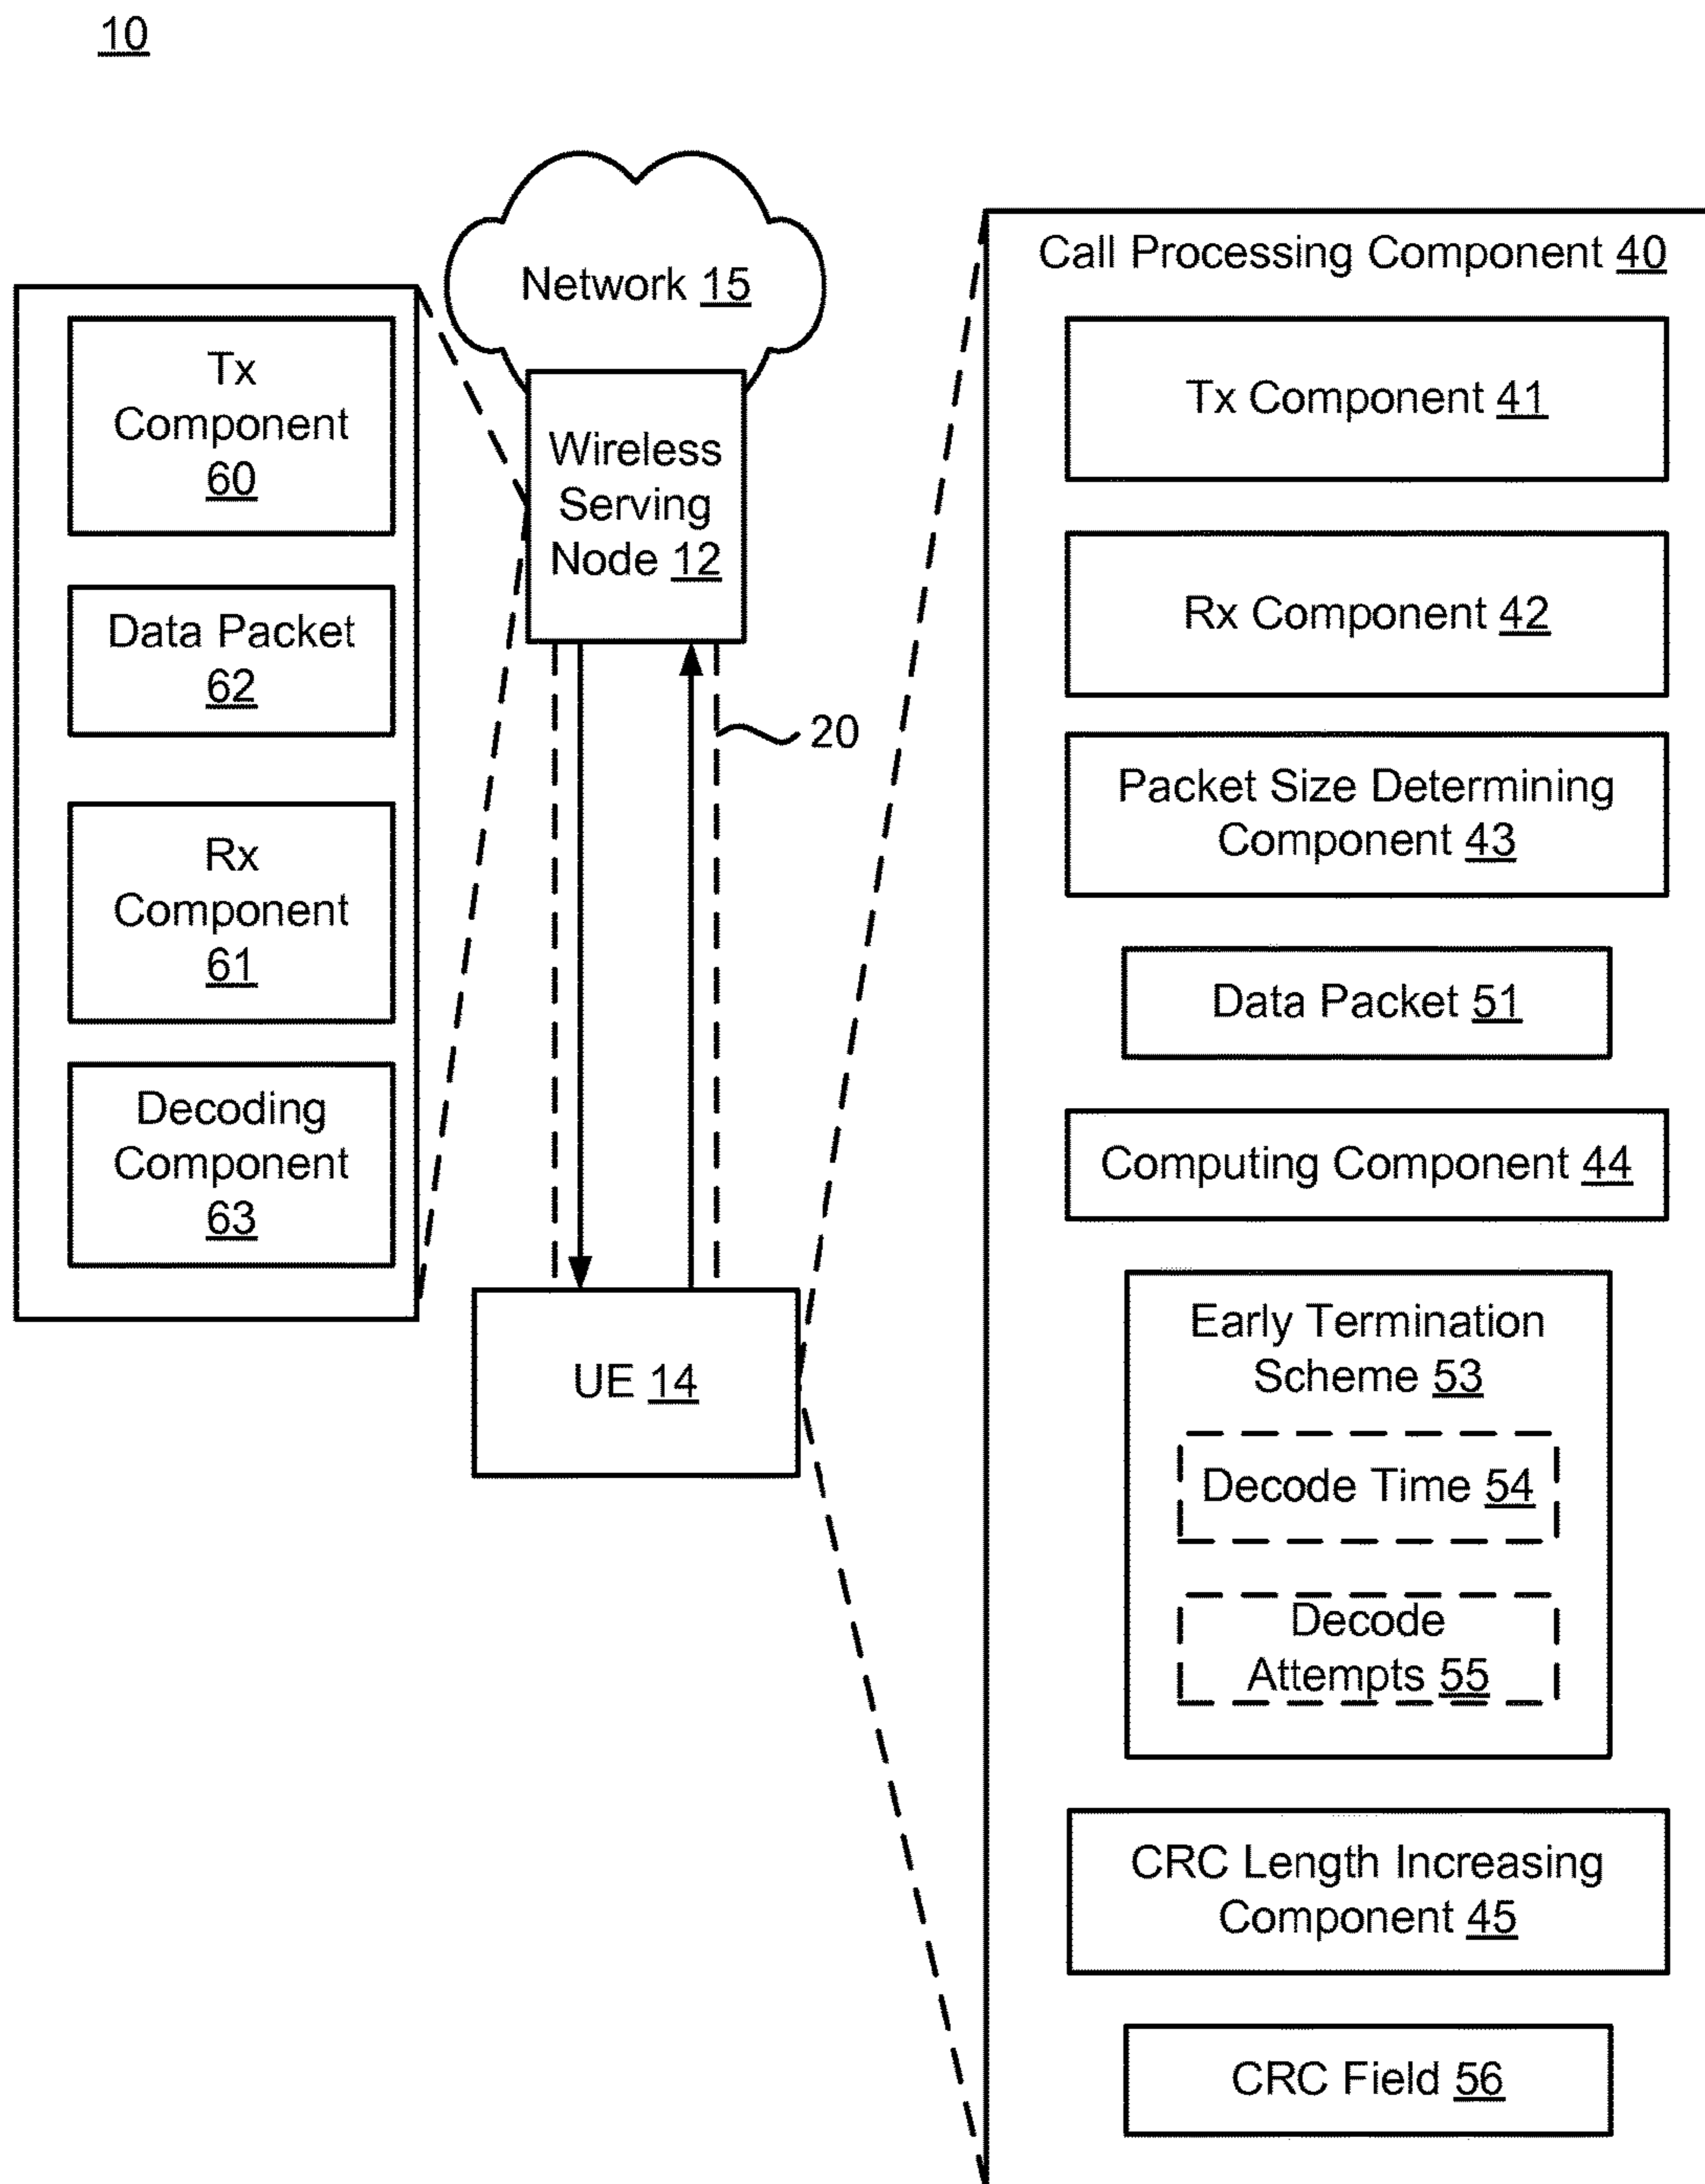 10
Network 15
Wireless
Serving
Node 12
20
UE 14
Tx
Component
60
Data Packet
62
Rx
Component
61
Decoding
Component
63
Call Processing Component 40
Tx Component 41
Rx Component 42
Packet Size Determining
Component 43
Data Packet 51
Computing Component 44
Early Termination
Scheme 53
Decode Time 54
Decode
Attempts 55
CRC Length Increasing
Component 45
CRC Field 56